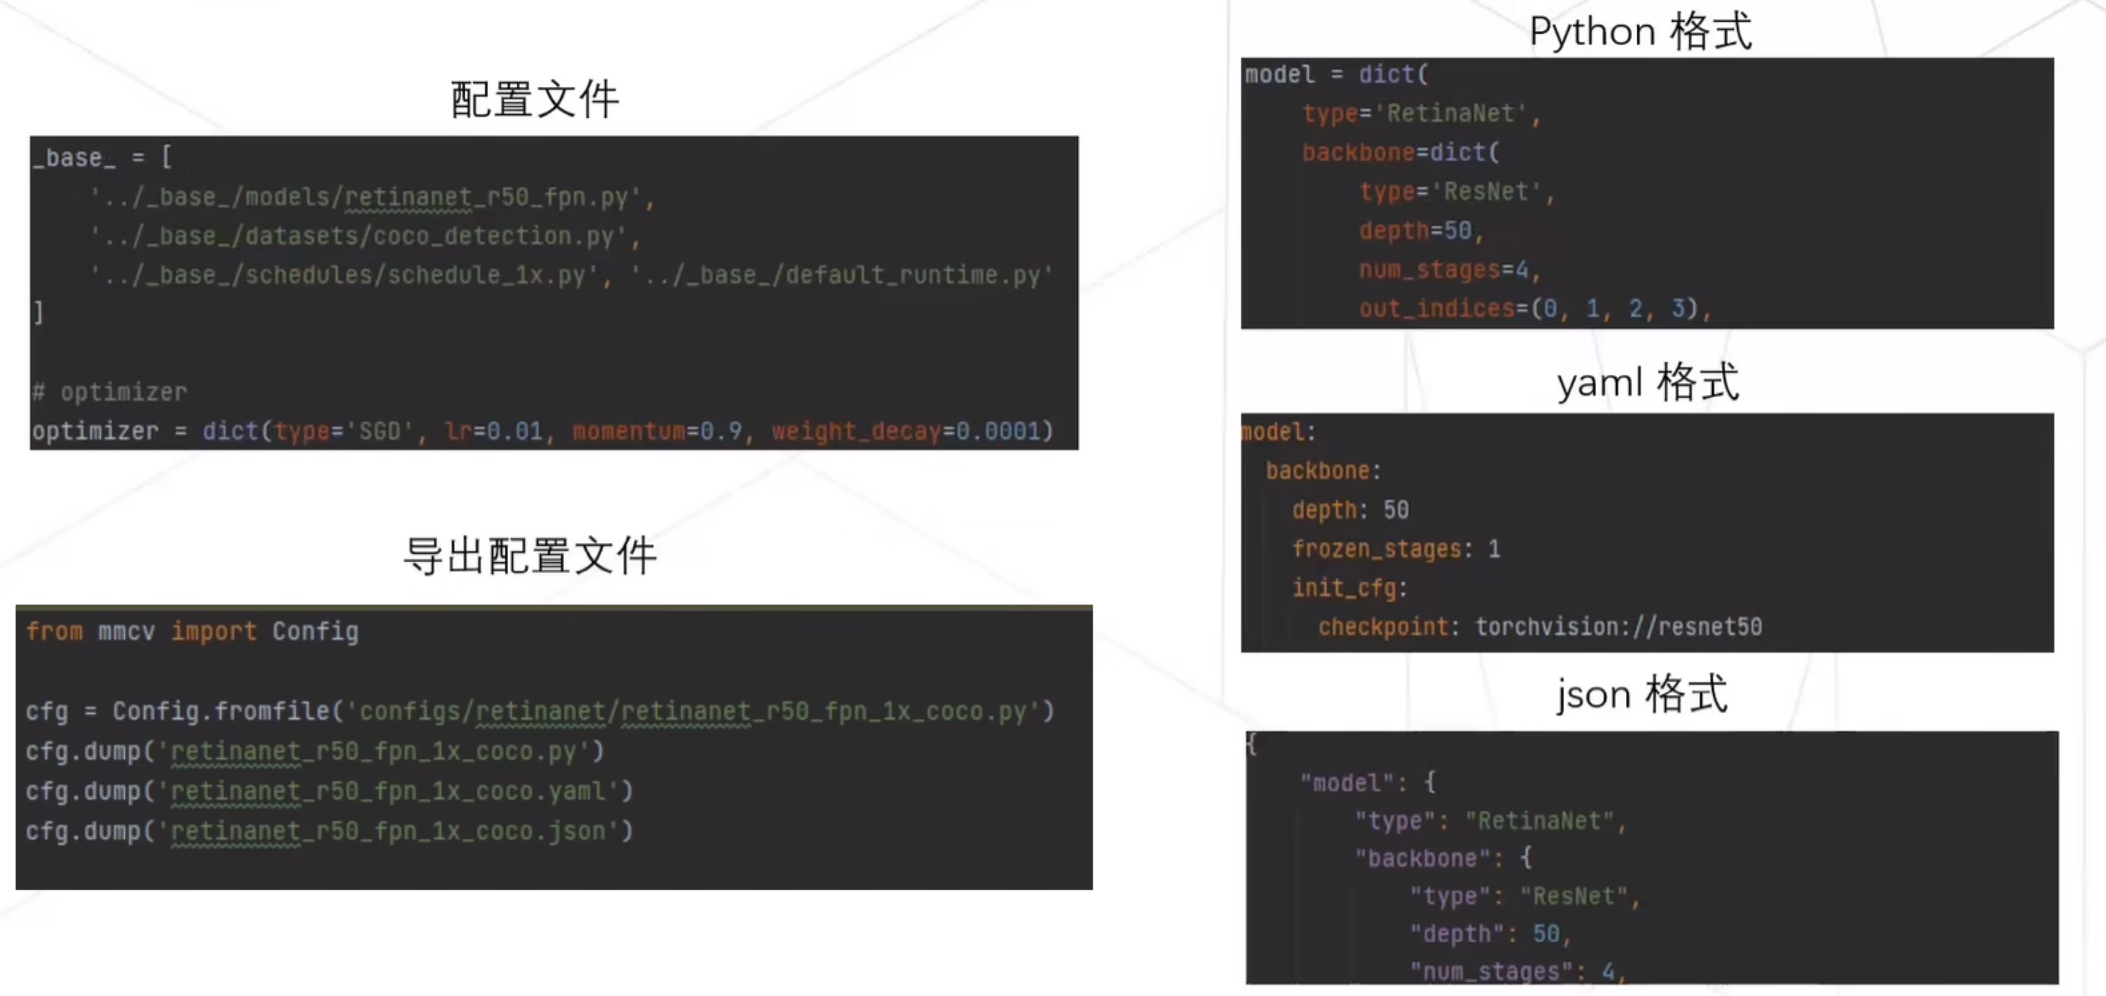 配置文件
_base_ = [
    '../_base_/models/retinanet_r50_fpn.py',
    '../_base_/datasets/coco_detection.py',
    '../_base_/schedules/schedule_1x.py', '../_base_/default_runtime.py'
]
# optimizer
optimizer = dict(type='SGD', lr=0.01, momentum=0.9, weight_decay=0.0001)
导出配置文件
from mmcv import Config
cfg = Config.fromfile('configs/retinanet/retinanet_r50_fpn_1x_coco.py')
cfg.dump('retinanet_r50_fpn_1x_coco.py')
cfg.dump('retinanet_r50_fpn_1x_coco.yaml')
cfg.dump('retinanet_r50_fpn_1x_coco.json')
Python 格式
model = dict(
    type='RetinaNet',
    backbone=dict(
        type='ResNet',
        depth=50,
        num_stages=4,
        out_indices=(0, 1, 2, 3),
yaml 格式
model:
  backbone:
    depth: 50
    frozen_stages: 1
    init_cfg:
      checkpoint: torchvision://resnet50
json 格式
{
    "model": {
        "type": "RetinaNet",
        "backbone": {
            "type": "ResNet",
            "depth": 50,
            "num_stages": 4,